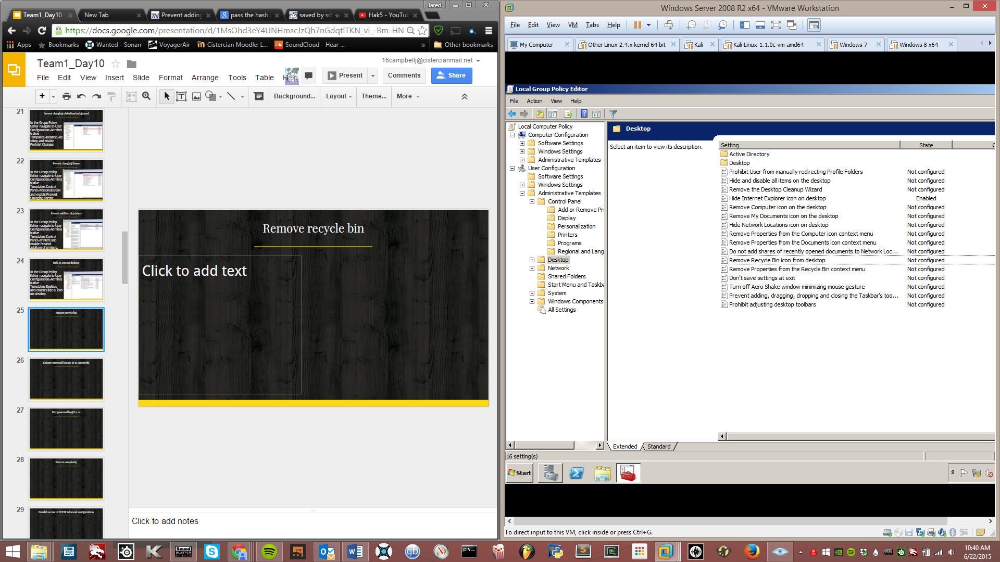 Jared
Team1_Day10
New Tab
Prevent adding
pass the hash
saved by scl
Hak5 - YouTub
https://docs.google.com/presentation/d/1MsOhd3eY4UNHmscJzQh7nGdqtlTKN_vi_-Bm-HN
Apps
Bookmarks
Wanted - Sonarr
VoyagerAir
Cistercian Moodle: L...
SoundCloud - Hear ...
»
Other bookmarks
Team1_Day10
16campbellj@cistercianmail.net
File Edit View Insert Slide Format Arrange Tools Table Help
Present
Comments
Share
Background...
Layout
Theme...
More
21
Prevent changing of desktop background
In the Group Policy
Editor navigate to User
Configuration>Adminis
trative
Templates>Desktop>De
sktop and enable
Prohibit Changes
22
Prevent changing theme
In the Group Policy
Editor navigate to User
Configuration>Adminis
trative
Templates>Control
Panel>Personalization
and enable Prevent
Changing Theme
23
Prevent addition of printers
In the Group Policy
Editor navigate to User
Configuration>Adminis
trative
Templates>Control
Panel>Printers and
enable Prevent
addition of printers
24
Hide IE icon on desktop
In the Group Policy
Editor navigate to User
Configuration>Adminis
trative
Templates>Desktop
and enable Hide IE icon
on desktop
25
Remove recycle bin
26
Enforce password history is 10 passwords
27
Max password length = 10
28
Turn on complexity
29
Prohibit access to TCP/IP advanced configurations
Remove recycle bin
Click to add text
Click to add notes
Windows Server 2008 R2 x64 - VMware Workstation
File Edit View VM Tabs Help
My Computer
Other Linux 2.4.x kernel 64-bit
Kali
Kali-Linux-1.1.0c-vm-amd64
Windows 7
Windows 8 x64
Local Group Policy Editor
File Action View Help
Local Computer Policy
Computer Configuration
Software Settings
Windows Settings
Administrative Templates
User Configuration
Software Settings
Windows Settings
Administrative Templates
Control Panel
Add or Remove Pr
Display
Personalization
Printers
Programs
Regional and Lang
Desktop
Network
Shared Folders
Start Menu and Taskba
System
Windows Components
All Settings
Desktop
Select an item to view its description.
Setting State
Active Directory
Desktop
Prohibit User from manually redirecting Profile Folders Not configured
Hide and disable all items on the desktop Not configured
Remove the Desktop Cleanup Wizard Not configured
Hide Internet Explorer icon on desktop Enabled
Remove Computer icon on the desktop Not configured
Remove My Documents icon on the desktop Not configured
Hide Network Locations icon on desktop Not configured
Remove Properties from the Computer icon context menu Not configured
Remove Properties from the Documents icon context menu Not configured
Do not add shares of recently opened documents to Network Loc... Not configured
Remove Recycle Bin icon from desktop Not configured
Remove Properties from the Recycle Bin context menu Not configured
Don't save settings at exit Not configured
Turn off Aero Shake window minimizing mouse gesture Not configured
Prevent adding, dragging, dropping and closing the Taskbar's too... Not configured
Prohibit adjusting desktop toolbars Not configured
Extended
Standard
16 setting(s)
Start
To direct input to this VM, click inside or press Ctrl+G.
10:40 AM
6/22/2015